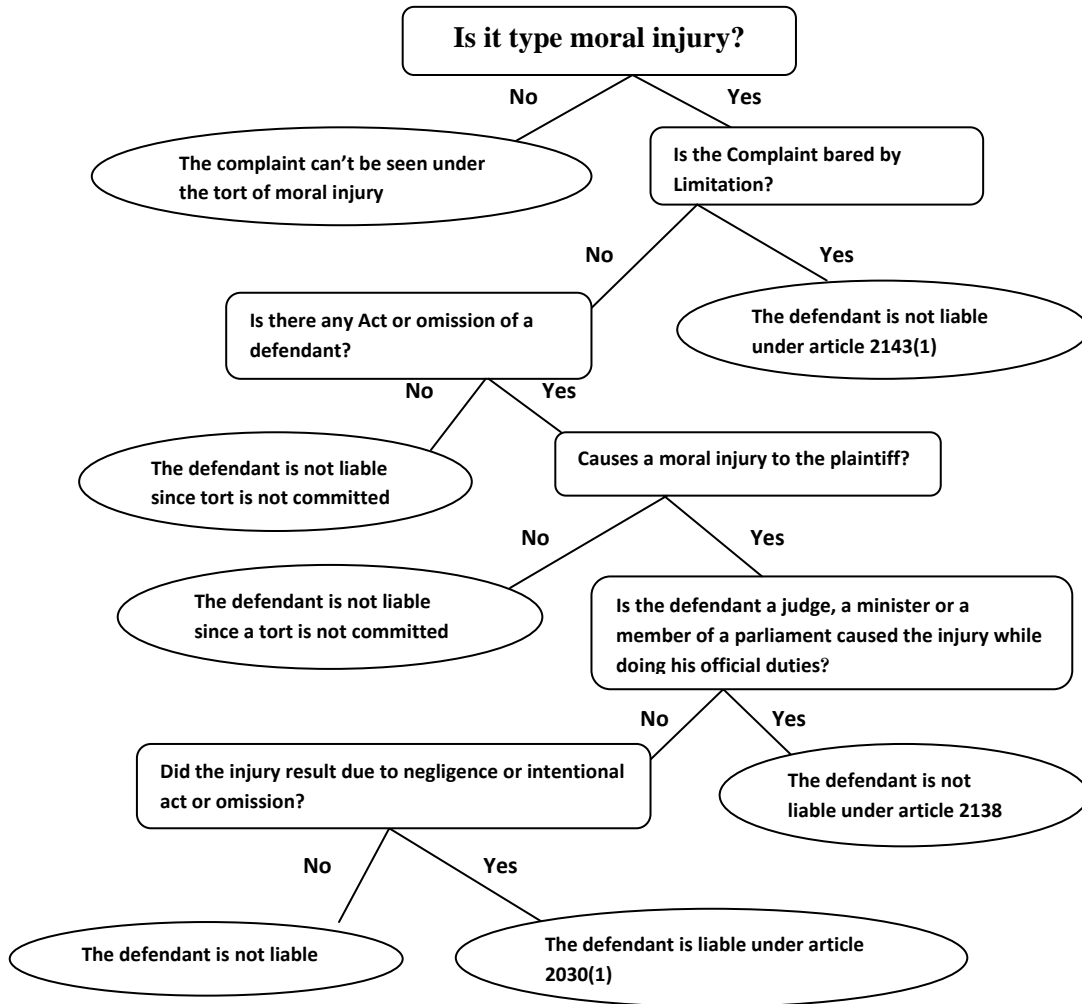 Is it type moral injury?
No
Yes
The complaint can’t be seen under
the tort of moral injury
Is the Complaint bared by
Limitation?
No
Yes
Is there any Act or omission of a
defendant?
The defendant is not liable
under article 2143(1)
No
Yes
The defendant is not liable
since tort is not committed
Causes a moral injury to the plaintiff?
No
Yes
The defendant is not liable
since a tort is not committed
Is the defendant a judge, a minister or a
member of a parliament caused the injury while
doing his official duties?
No
Yes
Did the injury result due to negligence or intentional
act or omission?
The defendant is not
liable under article 2138
No
Yes
The defendant is not liable
The defendant is liable under article
2030(1)